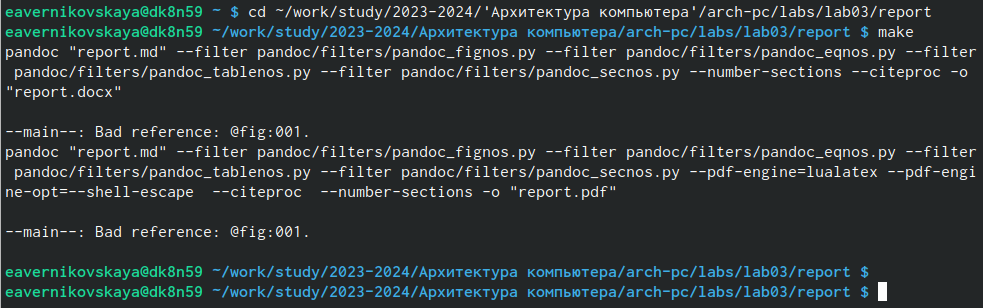 eavernikovskaya@dk8n59 ~ $ cd ~/work/study/2023-2024/'Архитектура компьютера'/arch-pc/labs/lab03/report
eavernikovskaya@dk8n59 ~/work/study/2023-2024/Архитектура компьютера/arch-pc/labs/lab03/report $ make
pandoc "report.md" --filter pandoc/filters/pandoc_fignos.py --filter pandoc/filters/pandoc_eqnos.py --filter
 pandoc/filters/pandoc_tablenos.py --filter pandoc/filters/pandoc_secnos.py --number-sections --citeproc -o
"report.docx"
--main--: Bad reference: @fig:001.
pandoc "report.md" --filter pandoc/filters/pandoc_fignos.py --filter pandoc/filters/pandoc_eqnos.py --filter
 pandoc/filters/pandoc_tablenos.py --filter pandoc/filters/pandoc_secnos.py --pdf-engine=lualatex --pdf-engi
ne-opt=--shell-escape  --citeproc  --number-sections -o "report.pdf"
--main--: Bad reference: @fig:001.
eavernikovskaya@dk8n59 ~/work/study/2023-2024/Архитектура компьютера/arch-pc/labs/lab03/report $
eavernikovskaya@dk8n59 ~/work/study/2023-2024/Архитектура компьютера/arch-pc/labs/lab03/report $